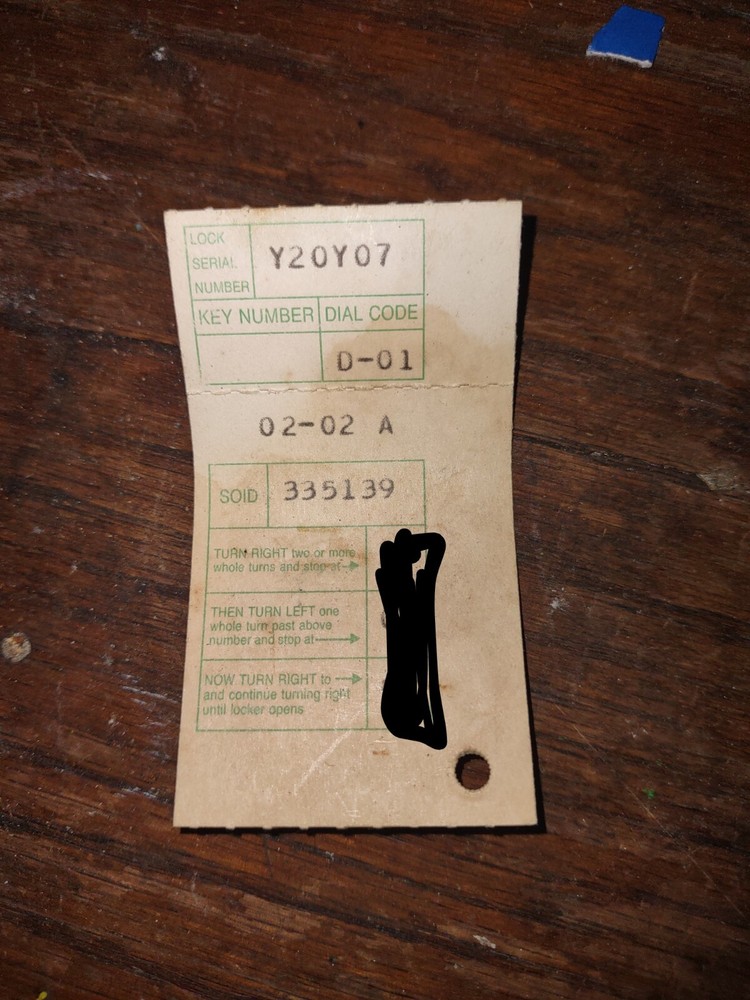 LOCK
SERIAL
NUMBER
Y20Y07
KEY NUMBER
DIAL CODE
D-01
02-02 A
SOID
335139
TURN RIGHT two or more
whole turns and stop at
THEN TURN LEFT one
whole turn past above
number and stop at
NOW TURN RIGHT to
and continue turning right
until locker opens